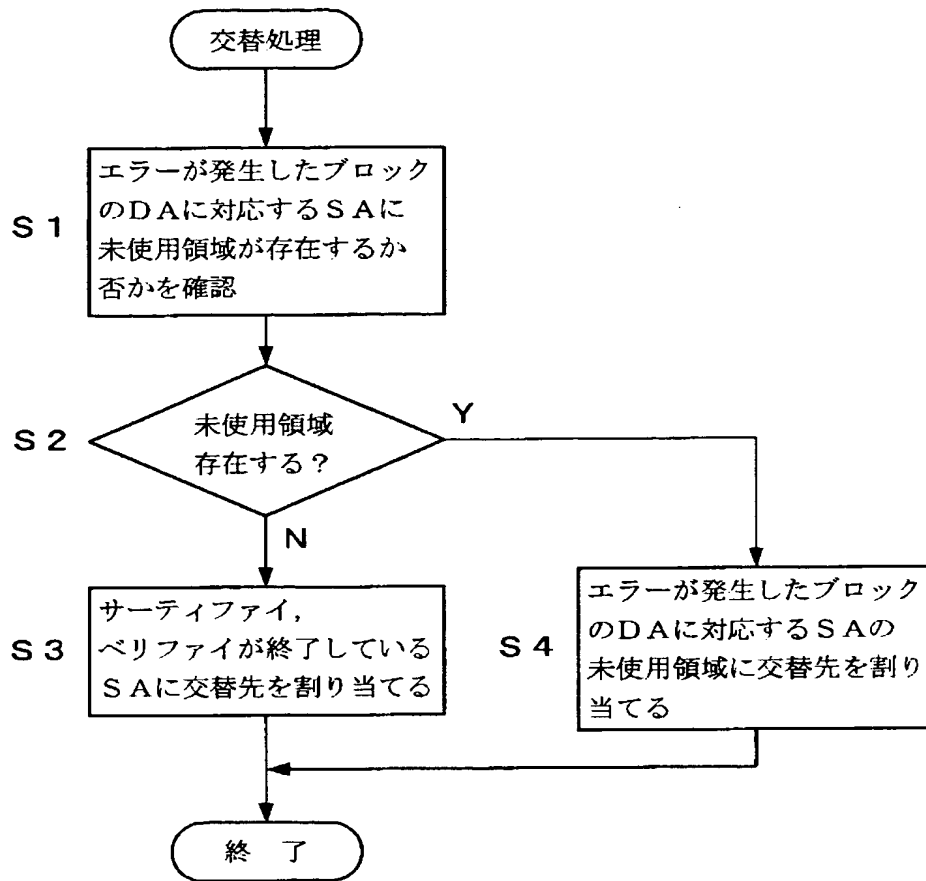 交替処理
S1
エラーが発生したブロック
のDAに対応するSAに
未使用領域が存在するか
否かを確認
S2
未使用領域
存在する？
Y
N
S3
サーティファイ，
ベリファイが終了している
SAに交替先を割り当てる
S4
エラーが発生したブロック
のDAに対応するSAの
未使用領域に交替先を割り
当てる
終 了